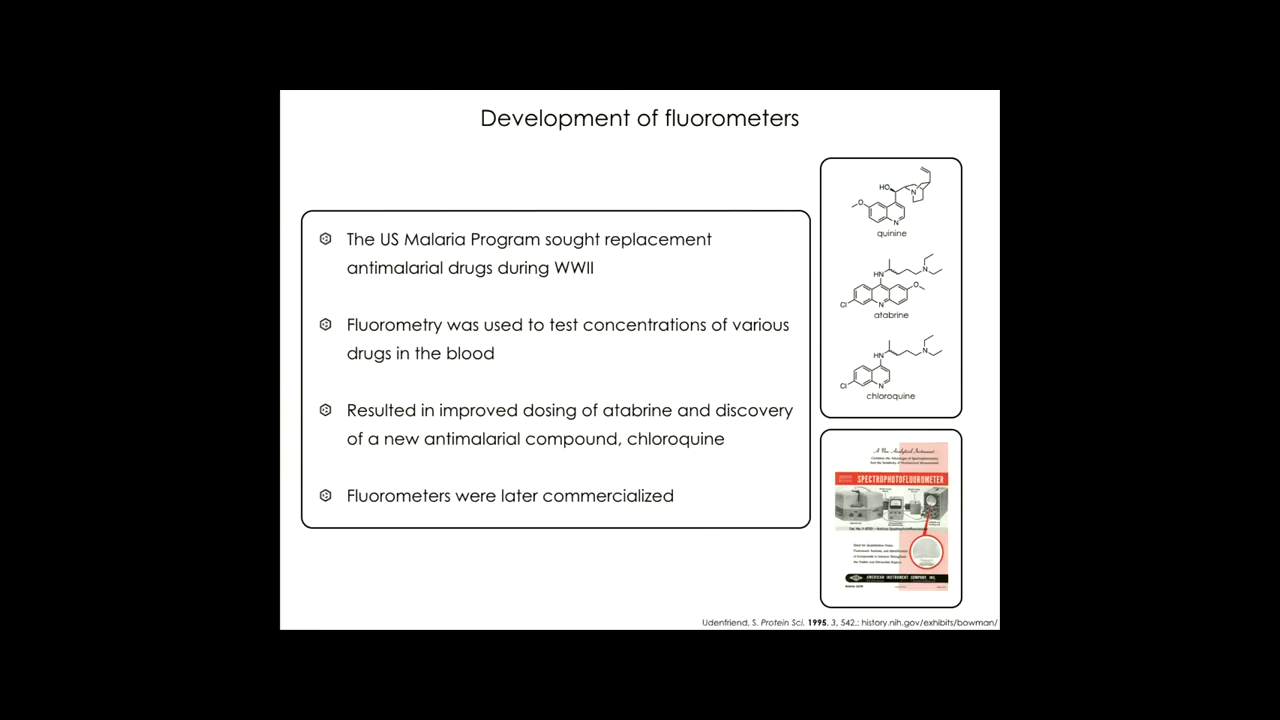 Development of fluorometers
The US Malaria Program sought replacement
antimalarial drugs during WWII
Fluorometry was used to test concentrations of various
drugs in the blood
Resulted in improved dosing of atabrine and discovery
of a new antimalarial compound, chloroquine
Fluorometers were later commercialized
HO
N
O
N
quinine
HN
N
O
Cl
N
atabrine
HN
N
Cl
N
chloroquine
A New Analytical Instrument
SPECTROPHOTOFLUOROMETER
AMERICAN INSTRUMENT COMPANY, INC.
Udenfriend, S. Protein Sci. 1995, 3, 542.; history.nih.gov/exhibits/bowman/